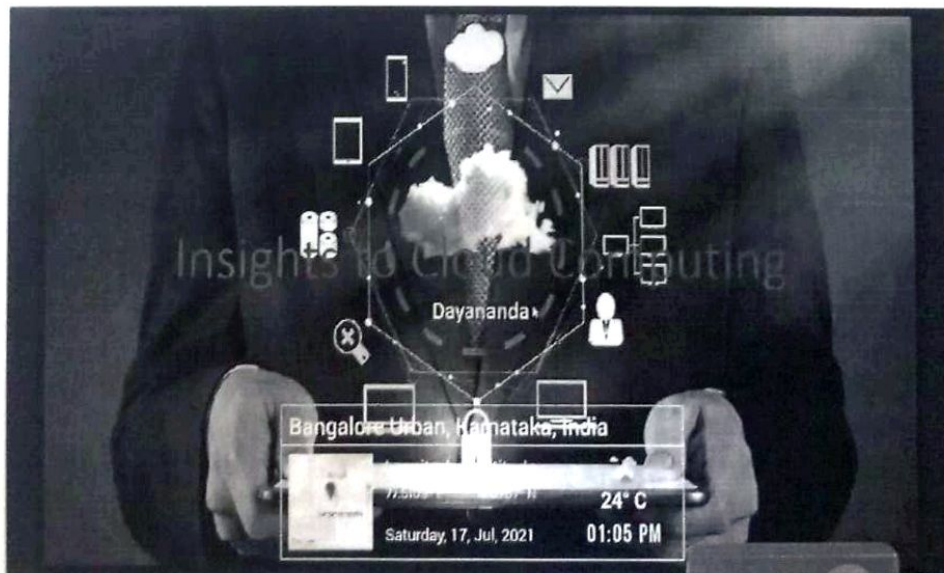 Insights to Cloud Computing
Dayananda
Bangalore Urban, Karnataka, India
24° C
Saturday, 17, Jul, 2021
01:05 PM